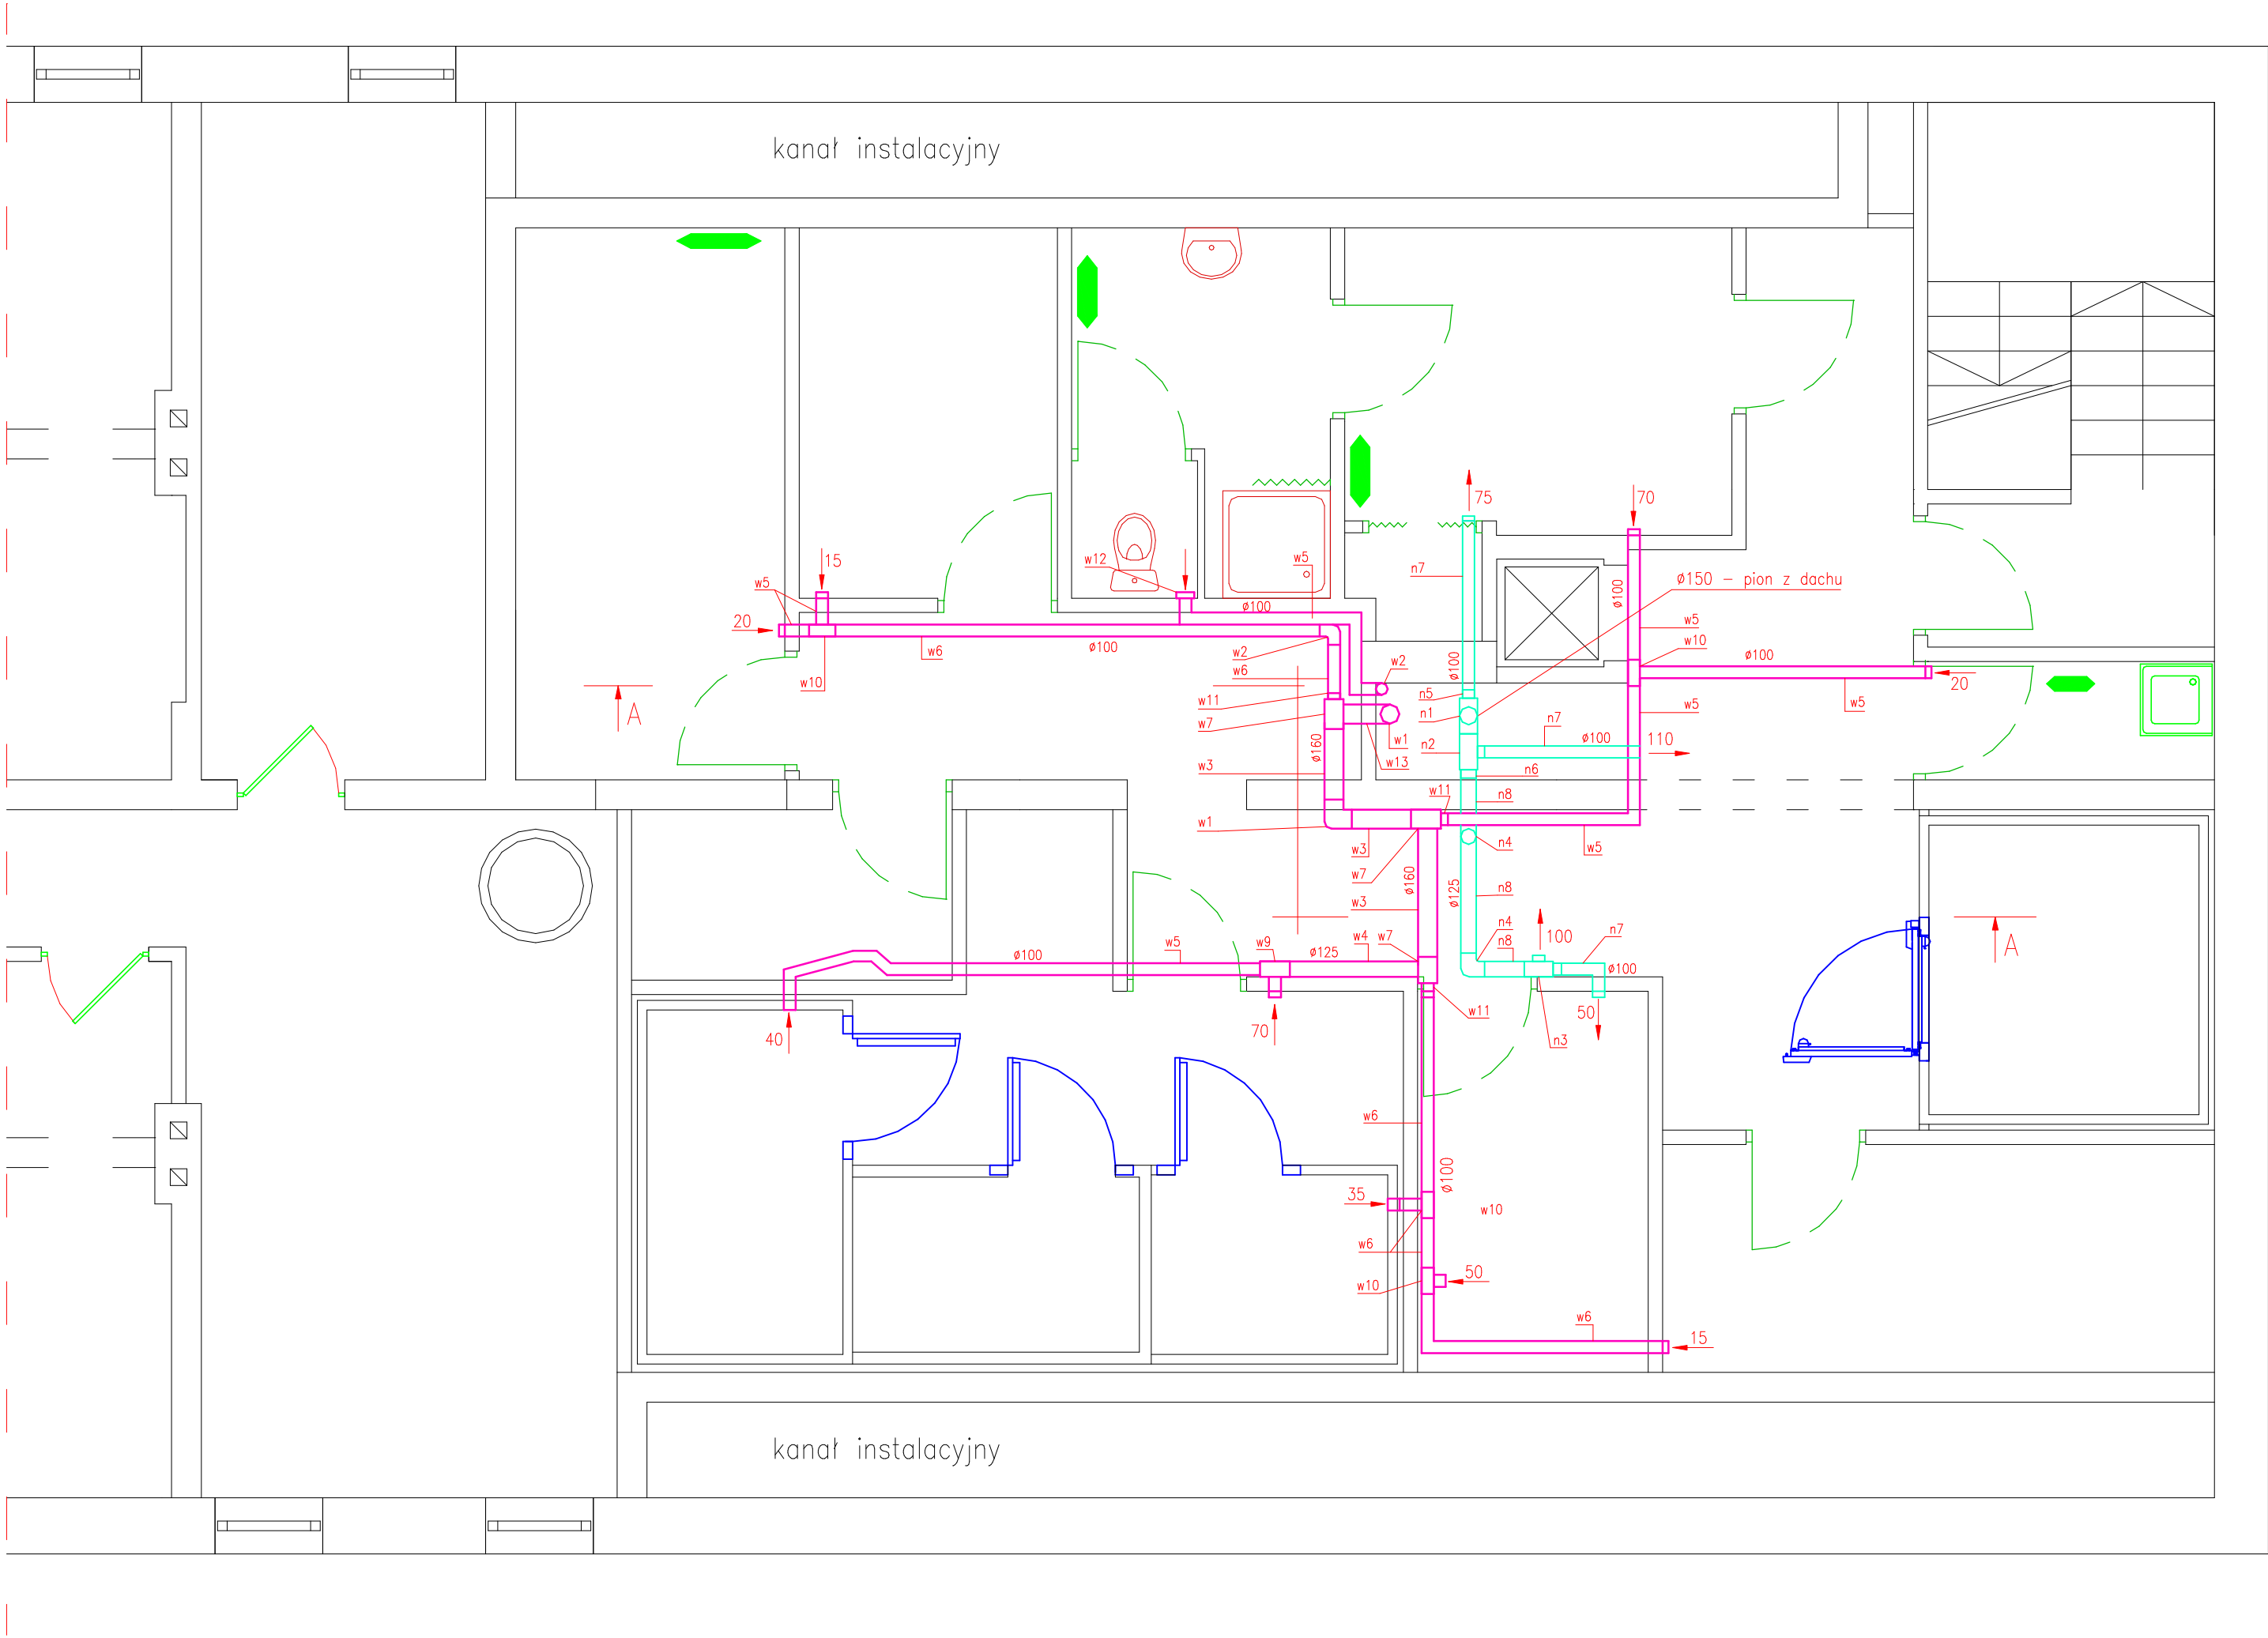 kanał instalacyjny
75
70
n7
ø150 – pion z dachu
w12
w5
15
w5
ø100
ø100
20
w5
w6
ø100
w2
w6
w10
w2
ø100
w10
ø100
20
w11
n5
w5
w5
A
w7
n1
n7
ø100
110
ø160
w1
n2
w3
w13
n6
w11
n8
w1
w3
n4
w5
w7
ø160
ø125
n8
w3
n4
w9
w4
w7
n8
100
n7
w5
ø100
ø125
ø100
A
40
70
w11
n3
50
w6
ø100
35
w10
w6
w10
50
w6
15
kanał instalacyjny